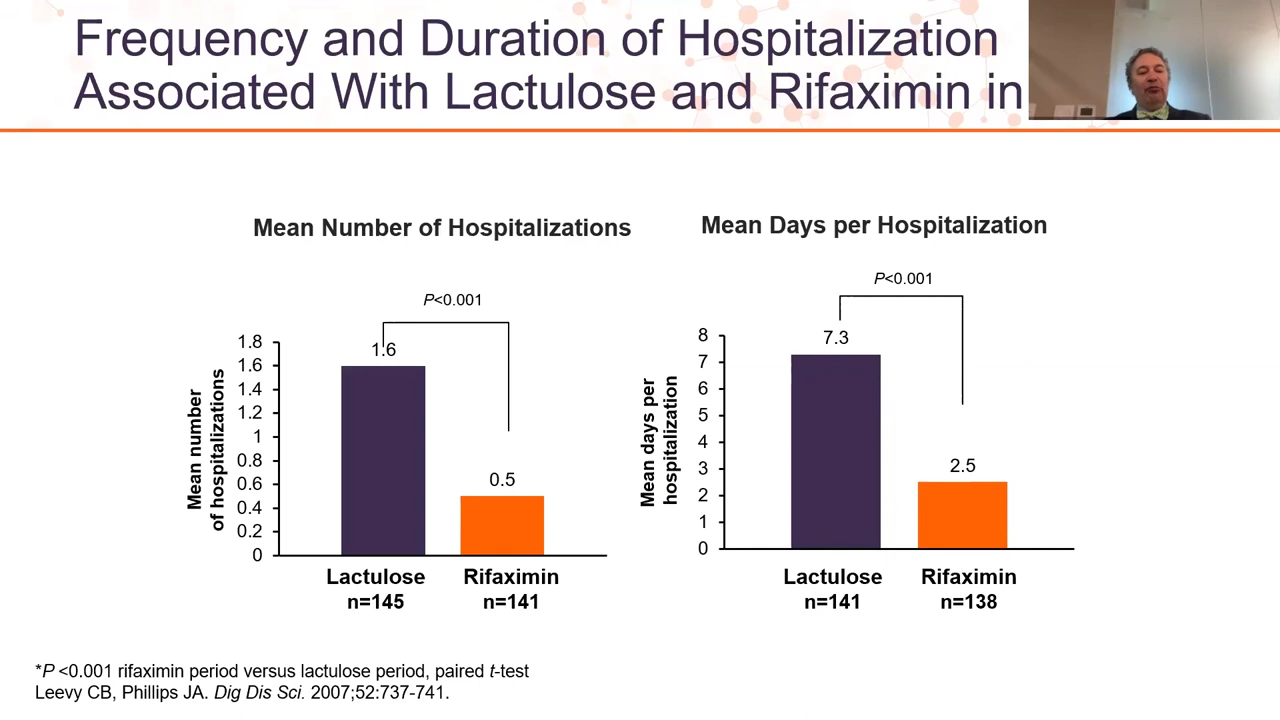 Frequency and Duration of Hospitalization
Associated With Lactulose and Rifaximin in
Mean Number of Hospitalizations
P<0.001
Mean number
of hospitalizations
1.8
1.6
1.4
1.2
1
0.8
0.6
0.4
0.2
0
1.6
0.5
Lactulose
n=145
Rifaximin
n=141
Mean Days per Hospitalization
P<0.001
Mean days per
hospitalization
8
7
6
5
4
3
2
1
0
7.3
2.5
Lactulose
n=141
Rifaximin
n=138
*P <0.001 rifaximin period versus lactulose period, paired t-test
Leevy CB, Phillips JA. Dig Dis Sci. 2007;52:737-741.